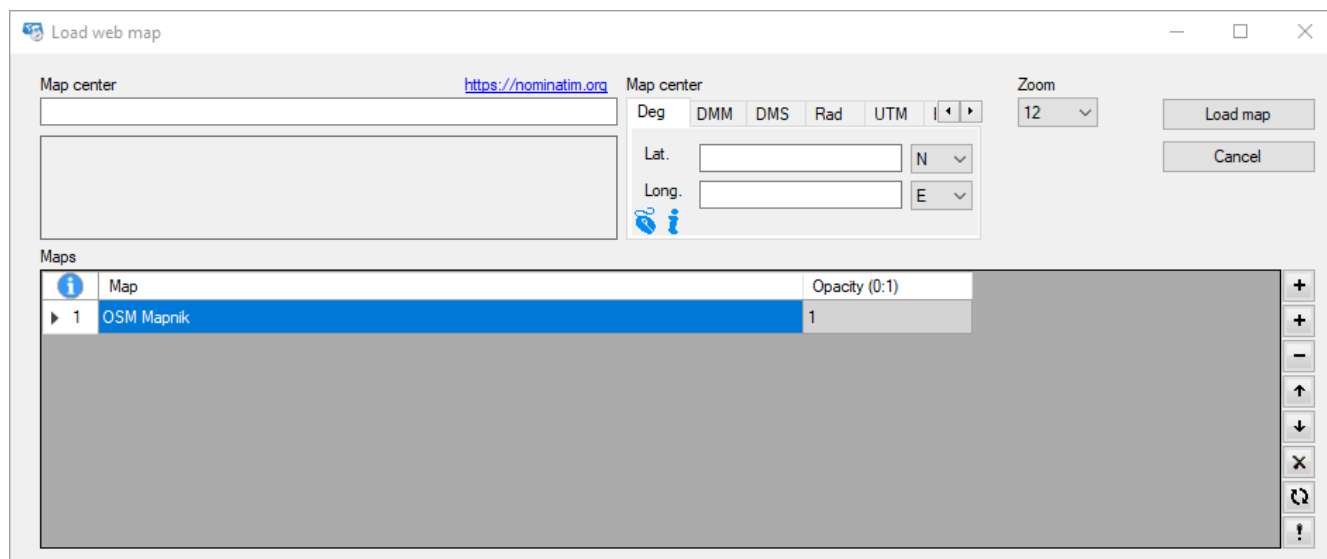 Load web map
Map center https://nominatim.org Map center Zoom
Deg DMM DMS Rad UTM 12 Load map
Lat. N Cancel
Long. E
Maps
Map Opacity (0:1)
1 OSM Mapnik 1